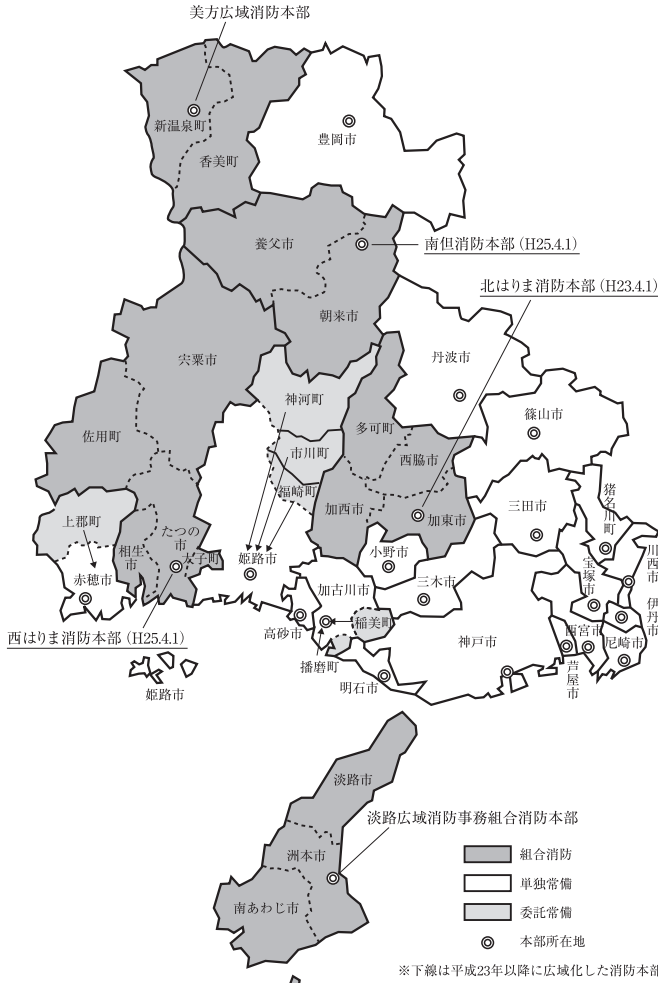 美方広域消防本部
新温泉町
香美町
豊岡市
養父市
南但消防本部（H25.4.1）
朝来市
北はりま消防本部（H23.4.1）
宍粟市
丹波市
神河町
篠山市
佐用町
多可町
市川町
西脇市
福崎町
猪名川町
上郡町
たつの市
相生市
太子町
加西市
加東市
三田市
赤穂市
姫路市
小野市
川西市
宝塚市
加古川市
三木市
伊丹市
高砂市
稲美町
神戸市
西宮市
尼崎市
西はりま消防本部（H25.4.1）
播磨町
芦屋市
明石市
姫路市
淡路市
淡路広域消防事務組合消防本部
洲本市
南あわじ市
組合消防
単独常備
委託常備
本部所在地
※下線は平成23年以降に広域化した消防本部